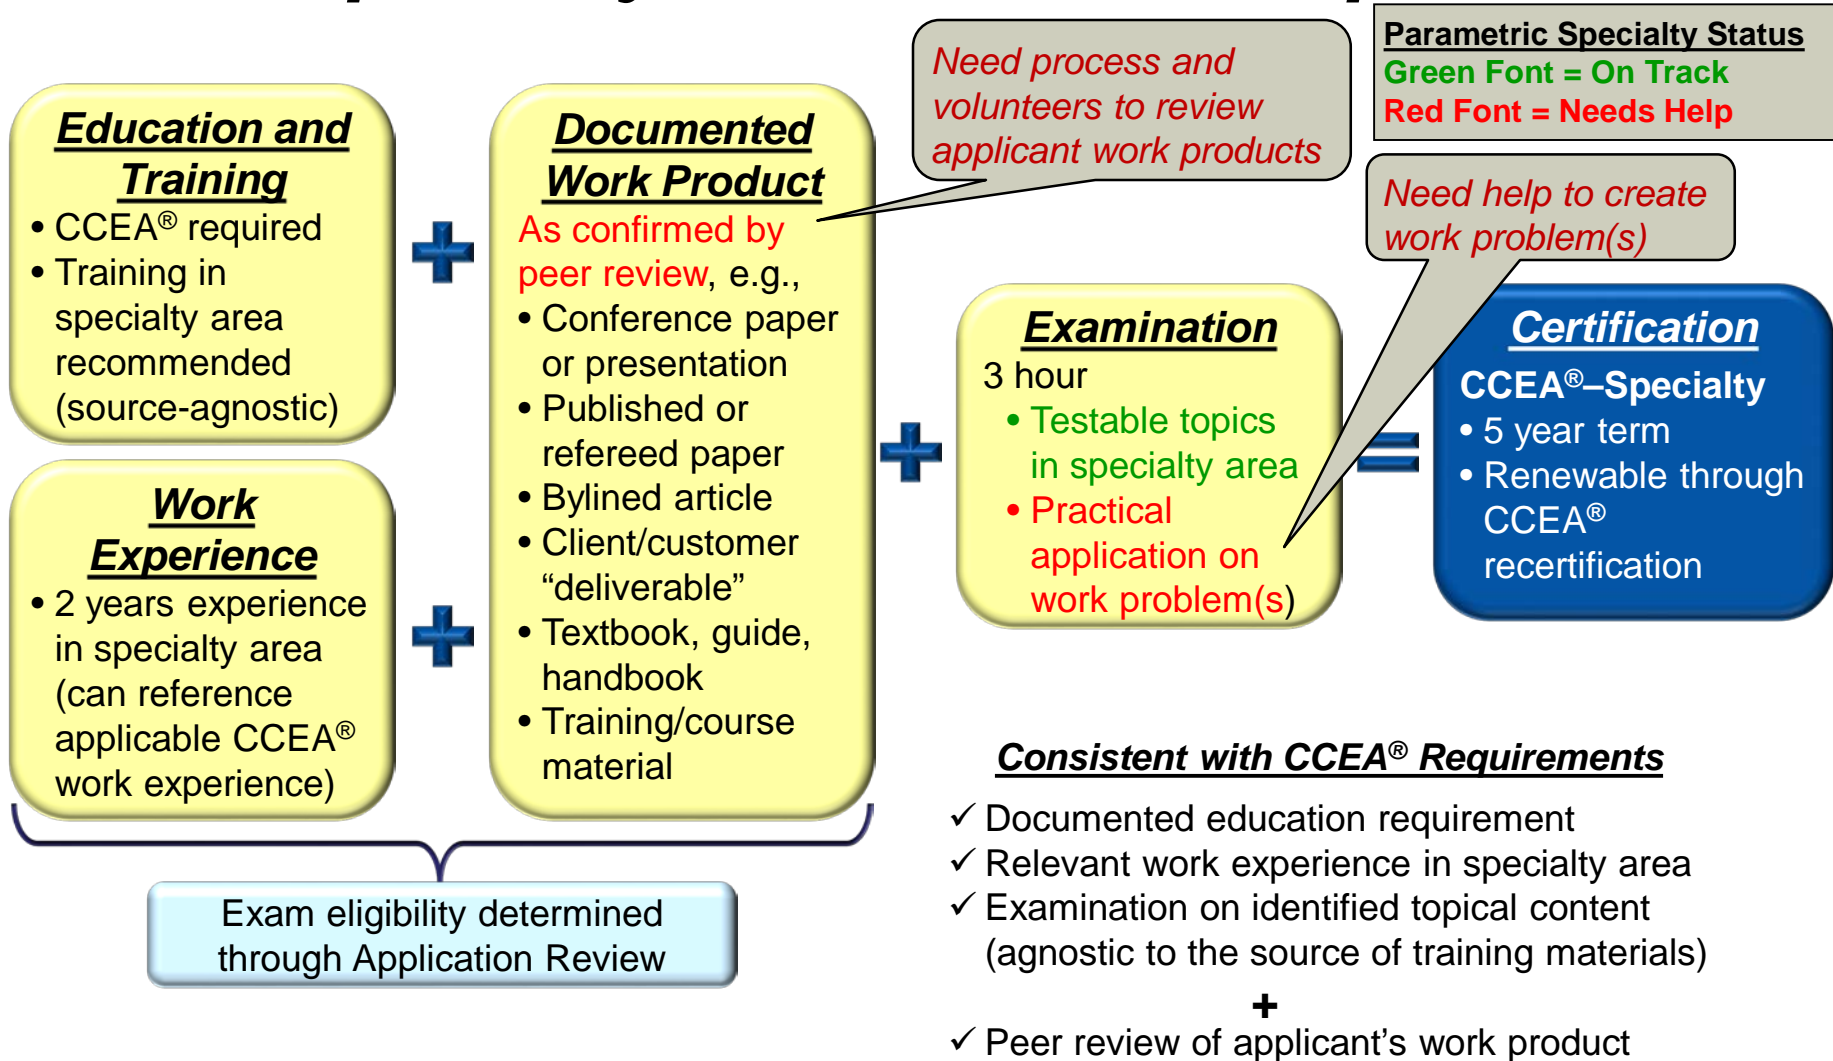 Parametric Specialty Status
Green Font = On Track
Red Font = Needs Help
Need process and
volunteers to review
applicant work products
Need help to create
work problem(s)
Education and
Training
• CCEA® required
• Training in
specialty area
recommended
(source-agnostic)
Work
Experience
• 2 years experience
in specialty area
(can reference
applicable CCEA®
work experience)
Documented
Work Product
As confirmed by
peer review, e.g.,
• Conference paper
or presentation
• Published or
refereed paper
• Bylined article
• Client/customer
“deliverable”
• Textbook, guide,
handbook
• Training/course
material
Examination
3 hour
• Testable topics
in specialty area
• Practical
application on
work problem(s)
Certification
CCEA®–Specialty
• 5 year term
• Renewable through
CCEA®
recertification
Exam eligibility determined
through Application Review
Consistent with CCEA® Requirements
✓ Documented education requirement
✓ Relevant work experience in specialty area
✓ Examination on identified topical content
(agnostic to the source of training materials)
+
✓ Peer review of applicant’s work product